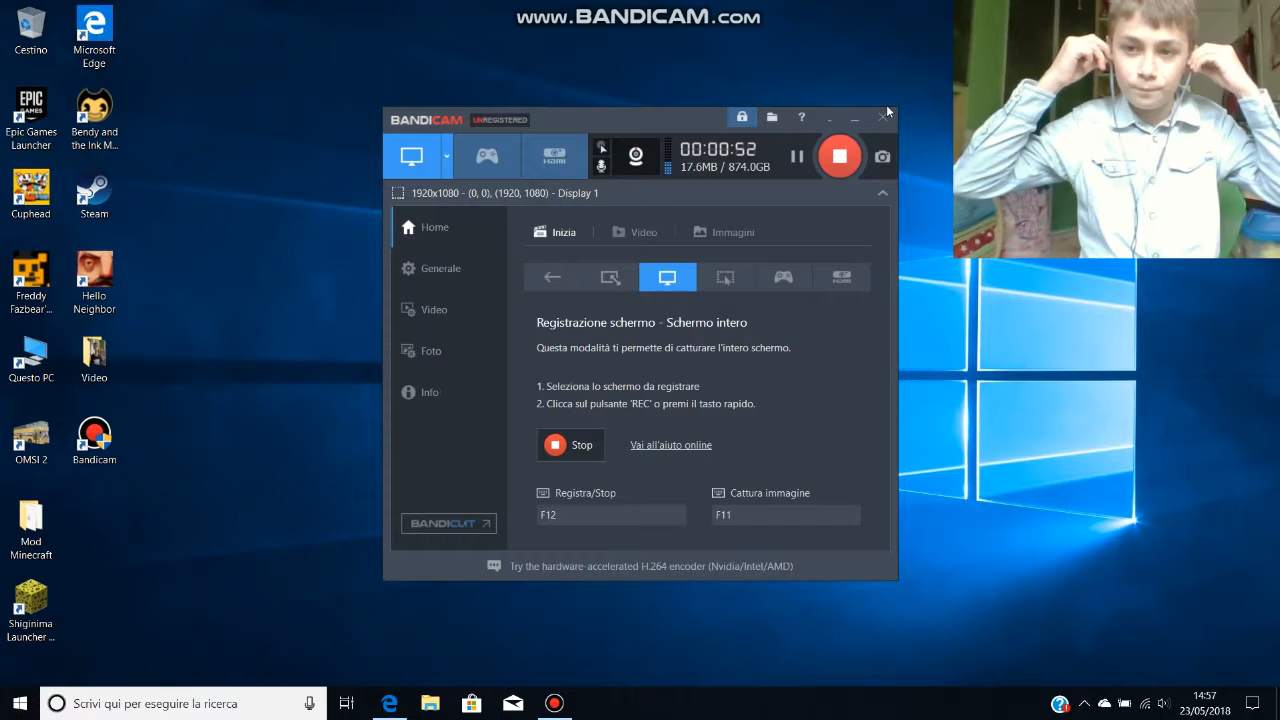 www.BANDICAM.com
Cestino
Microsoft
Edge
EPIC
GAMES
Epic Games
Launcher
Bendy and
the Ink M...
Cuphead
Steam
Freddy
Fazbear'...
Hello
Neighbor
Questo PC
Video
OMSI 2
Bandicam
Mod
Minecraft
Shiginima
Launcher ...
BANDICAM UNREGISTERED
?
HDMI
00:00:52
17.6MB / 874.0GB
1920x1080 - (0, 0), (1920, 1080) - Display 1
Home
Generale
Video
Foto
Info
BANDICUT
Inizia
Video
Immagini
Registrazione schermo - Schermo intero
Questa modalità ti permette di catturare l'intero schermo.
1. Seleziona lo schermo da registrare
2. Clicca sul pulsante 'REC' o premi il tasto rapido.
Stop
Vai all'aiuto online
Registra/Stop
Cattura immagine
F12
F11
Try the hardware-accelerated H.264 encoder (Nvidia/Intel/AMD)
Scrivi qui per eseguire la ricerca
14:57
23/05/2018